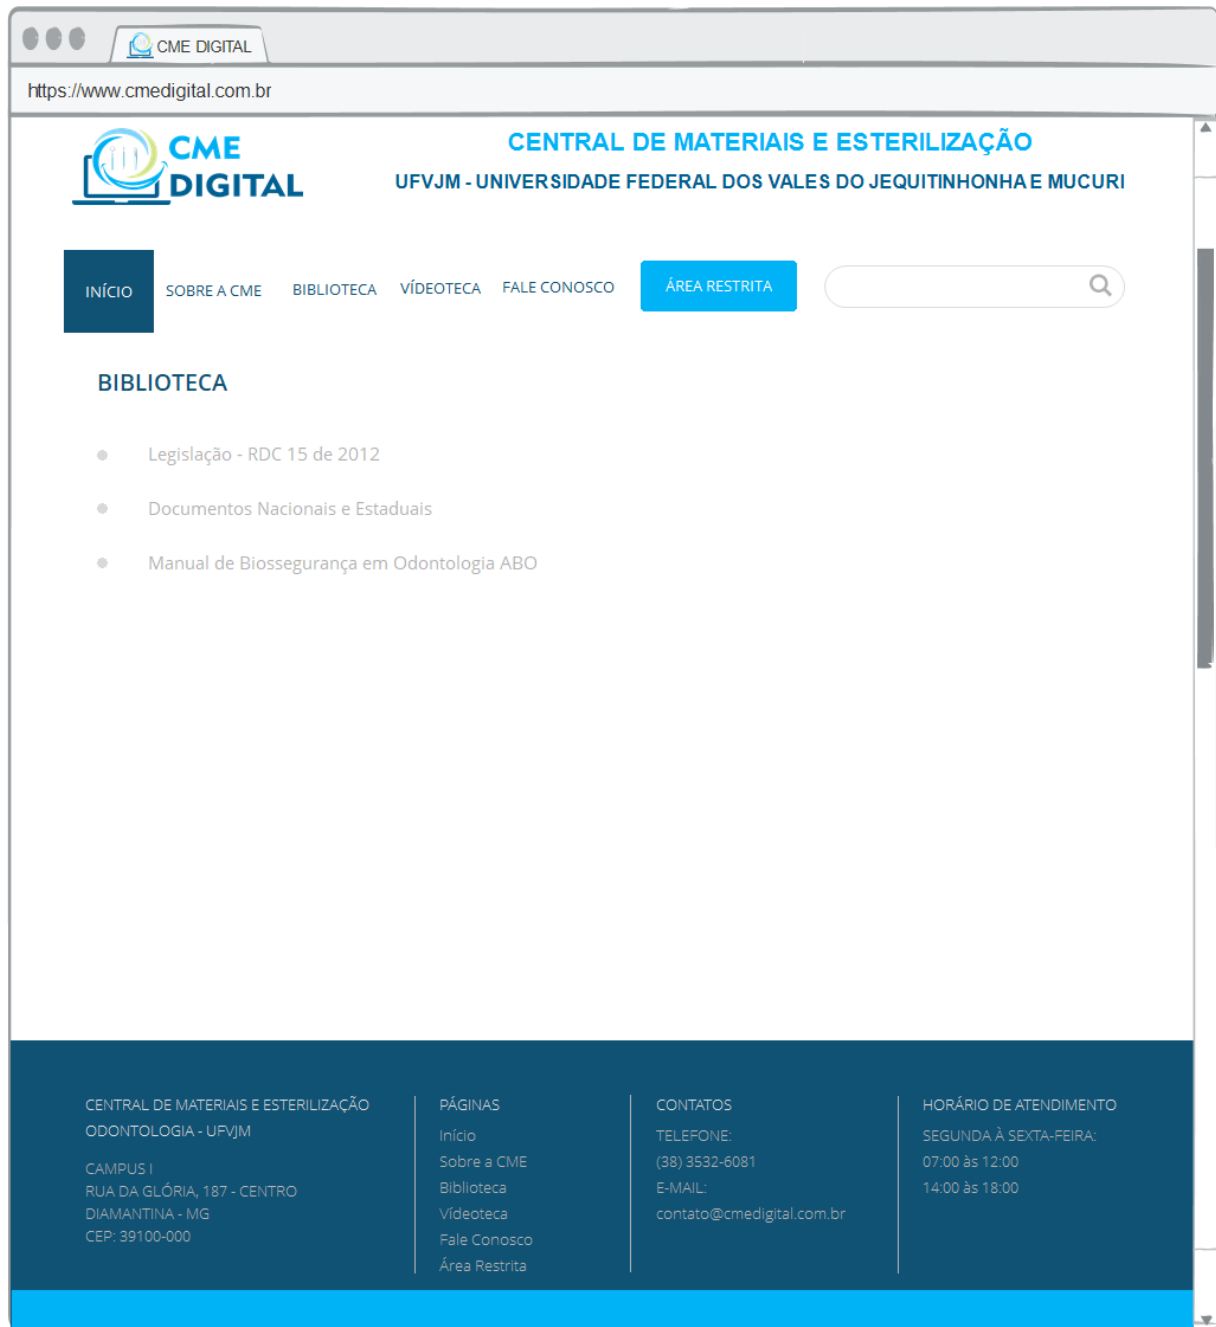 CME DIGITAL
https://www.cmedigital.com.br
CME
DIGITAL
CENTRAL DE MATERIAIS E ESTERILIZAÇÃO
UFVJM - UNIVERSIDADE FEDERAL DOS VALES DO JEQUITINHONHA E MUCURI
INÍCIO SOBRE A CME BIBLIOTECA VÍDEOTECA FALE CONOSCO ÁREA RESTRITA
BIBLIOTECA
Legislação - RDC 15 de 2012
Documentos Nacionais e Estaduais
Manual de Biossegurança em Odontologia ABO
CENTRAL DE MATERIAIS E ESTERILIZAÇÃO
ODONTOLOGIA - UFVJM
CAMPUS I
RUA DA GLÓRIA, 187 - CENTRO
DIAMANTINA - MG
CEP: 39100-000
PÁGINAS
Início
Sobre a CME
Biblioteca
Vídeoteca
Fale Conosco
Área Restrita
CONTATOS
TELEFONE:
(38) 3532-6081
E-MAIL:
contato@cmedigital.com.br
HORÁRIO DE ATENDIMENTO
SEGUNDA À SEXTA-FEIRA:
07:00 às 12:00
14:00 às 18:00